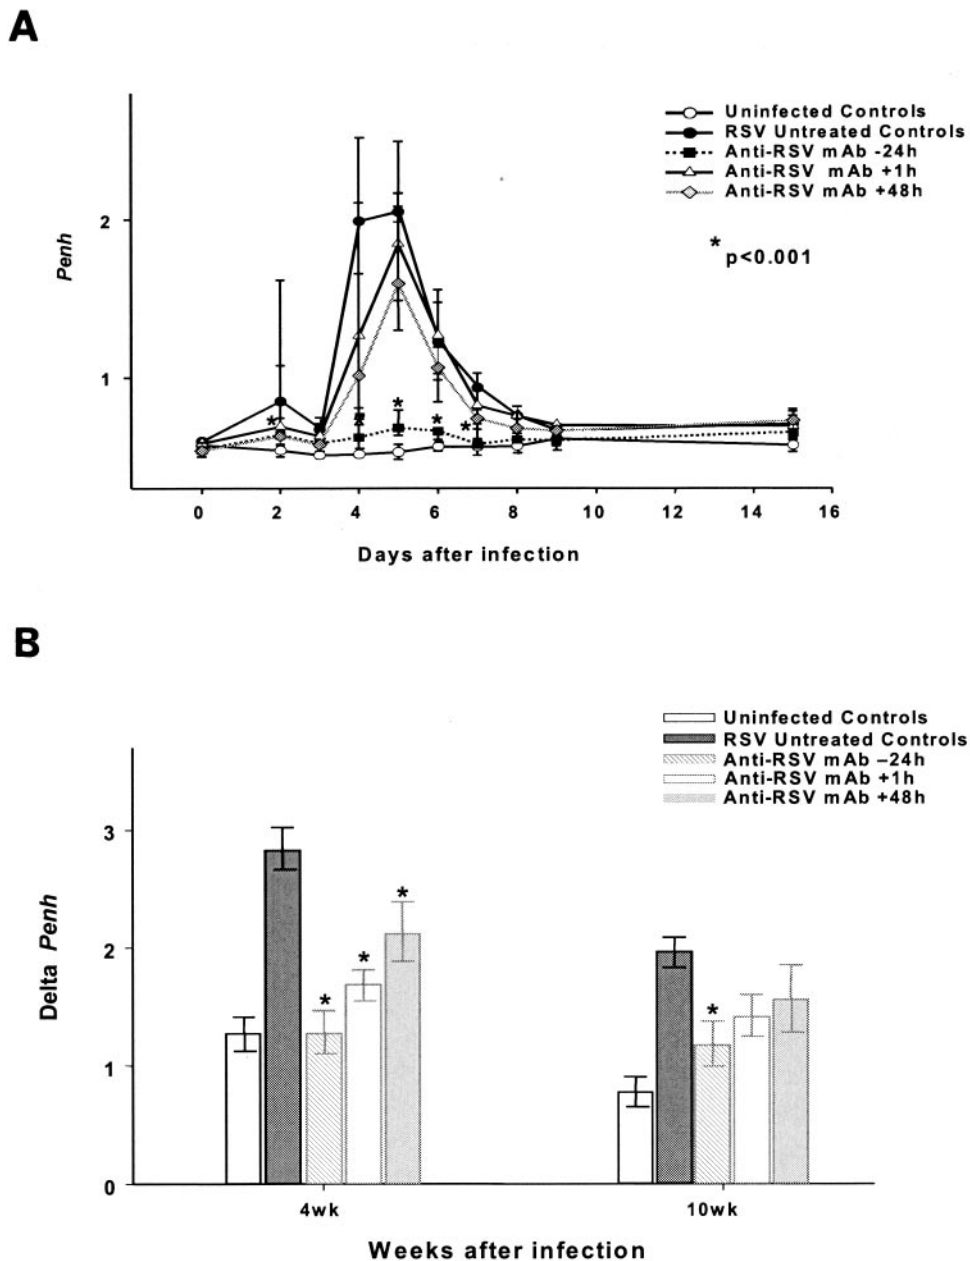 A
Uninfected Controls
RSV Untreated Controls
Anti-RSV mAb -24h
Anti-RSV mAb +1h
Anti-RSV mAb +48h
* p<0.001
Penh
2
1
* * * * *
0 2 4 6 8 10 12 14 16
Days after infection
B
Uninfected Controls
RSV Untreated Controls
Anti-RSV mAb –24h
Anti-RSV mAb +1h
Anti-RSV mAb +48h
Delta Penh
3
2
1
0
* * * *
4wk 10wk
Weeks after infection